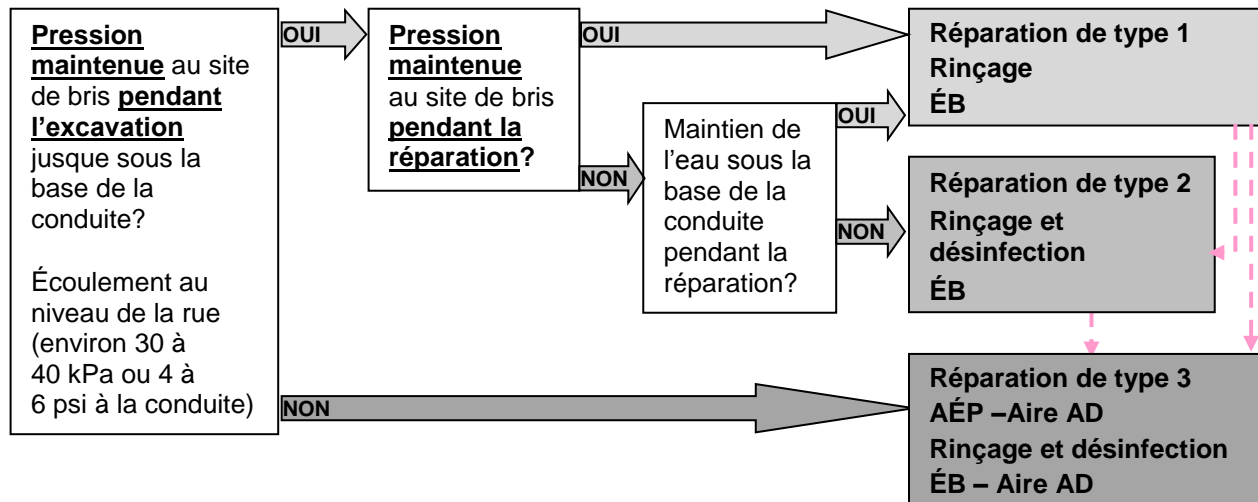 Pression
maintenue au site
de bris pendant
l'excavation
jusque sous la
base de la
conduite?
Écoulement au
niveau de la rue
(environ 30 à
40 kPa ou 4 à
6 psi à la conduite)
OUI
Pression
maintenue
au site de bris
pendant la
réparation?
OUI
NON
Maintien de
l'eau sous la
base de la
conduite
pendant la
réparation?
OUI
NON
NON
Réparation de type 1
Rinçage
ÉB
Réparation de type 2
Rinçage et
désinfection
ÉB
Réparation de type 3
AÉP –Aire AD
Rinçage et désinfection
ÉB – Aire AD